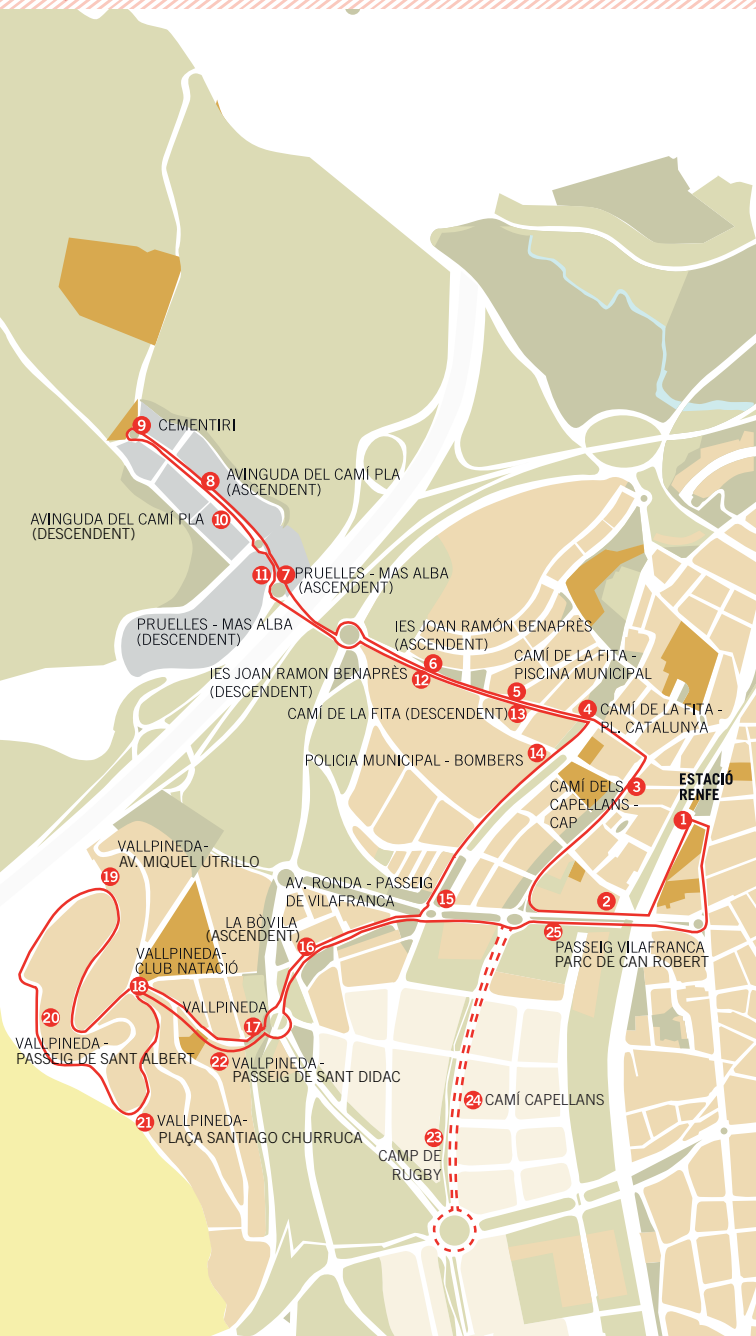 9 CEMENTIRI
8 AVINGUDA DEL CAMÍ PLA
(ASCENDENT)
AVINGUDA DEL CAMÍ PLA 10
(DESCENDENT)
11 7 PRUELLES - MAS ALBA
(ASCENDENT)
PRUELLES - MAS ALBA
(DESCENDENT)
IES JOAN RAMÓN BENAPRÈS
(ASCENDENT)
6
CAMÍ DE LA FITA -
PISCINA MUNICIPAL
5
IES JOAN RAMON BENAPRÈS 12
(DESCENDENT)
CAMÍ DE LA FITA (DESCENDENT) 13
4 CAMÍ DE LA FITA -
PL. CATALUNYA
POLICIA MUNICIPAL - BOMBERS
14
CAMÍ DELS 3
CAPELLANS -
CAP
ESTACIÓ
RENFE
1
VALLPINEDA-
AV. MIQUEL UTRILLO
19
AV. RONDA - PASSEIG
DE VILAFRANCA
15
2
LA BÒVILA
(ASCENDENT)
16
25
PASSEIG VILAFRANCA
PARC DE CAN ROBERT
VALLPINEDA-
CLUB NATACIÓ
18
VALLPINEDA
17
20
VALLPINEDA -
PASSEIG DE SANT ALBERT
22 VALLPINEDA -
PASSEIG DE SANT DIDAC
24 CAMÍ CAPELLANS
21 VALLPINEDA-
PLAÇA SANTIAGO CHURRUCA
23
CAMP DE
RUGBY